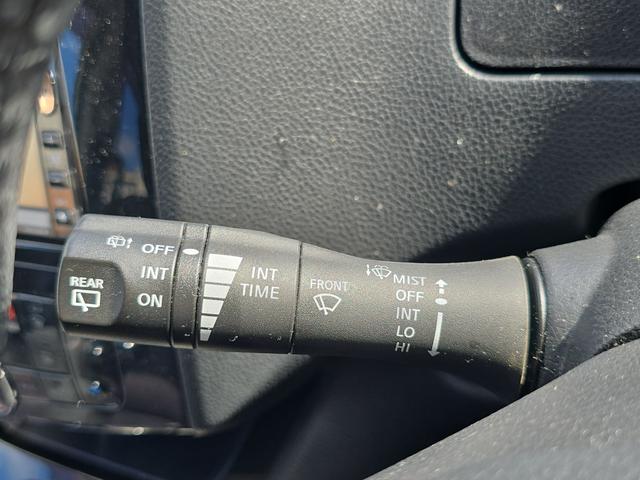 REAR
OFF
INT
ON
INT
TIME
FRONT
MIST
OFF
INT
LO
HI